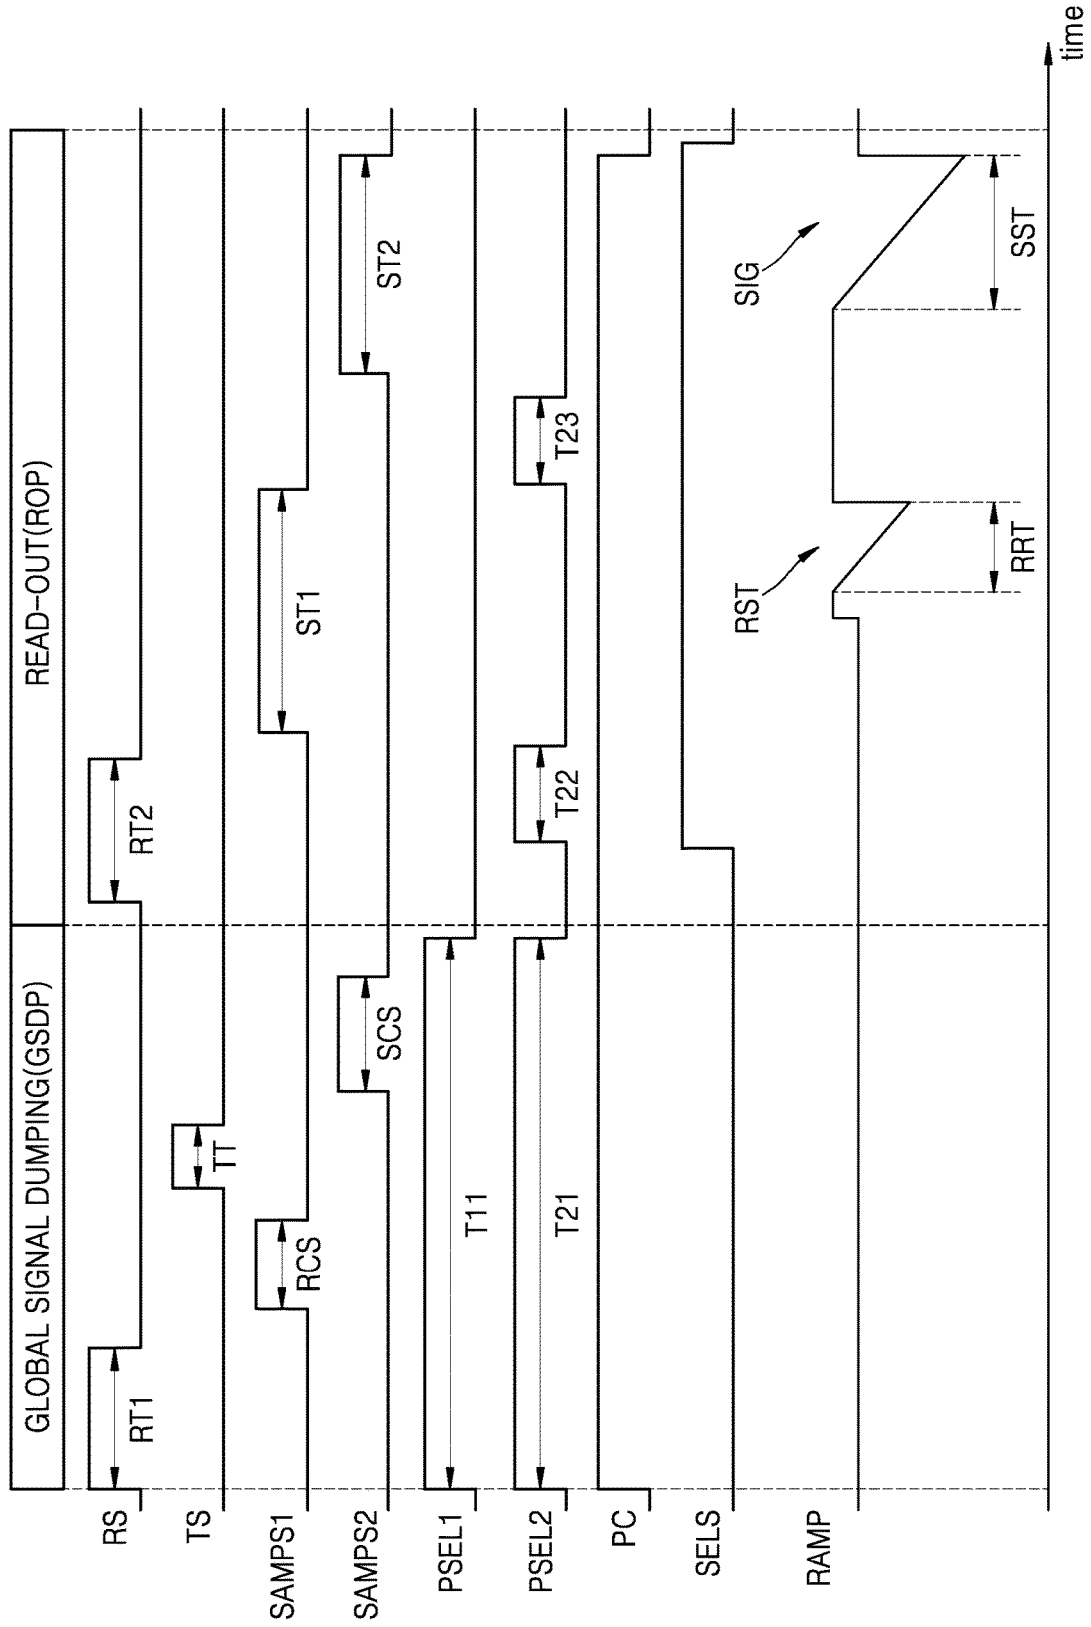 GLOBAL SIGNAL DUMPING(GSDP)
READ-OUT(ROP)
RS
RT1
RT2
TS
TT
SAMPS1
RCS
ST1
SAMPS2
SCS
ST2
PSEL1
T11
PSEL2
T21
T22
T23
PC
SELS
RAMP
RST
SIG
RRT
SST
time